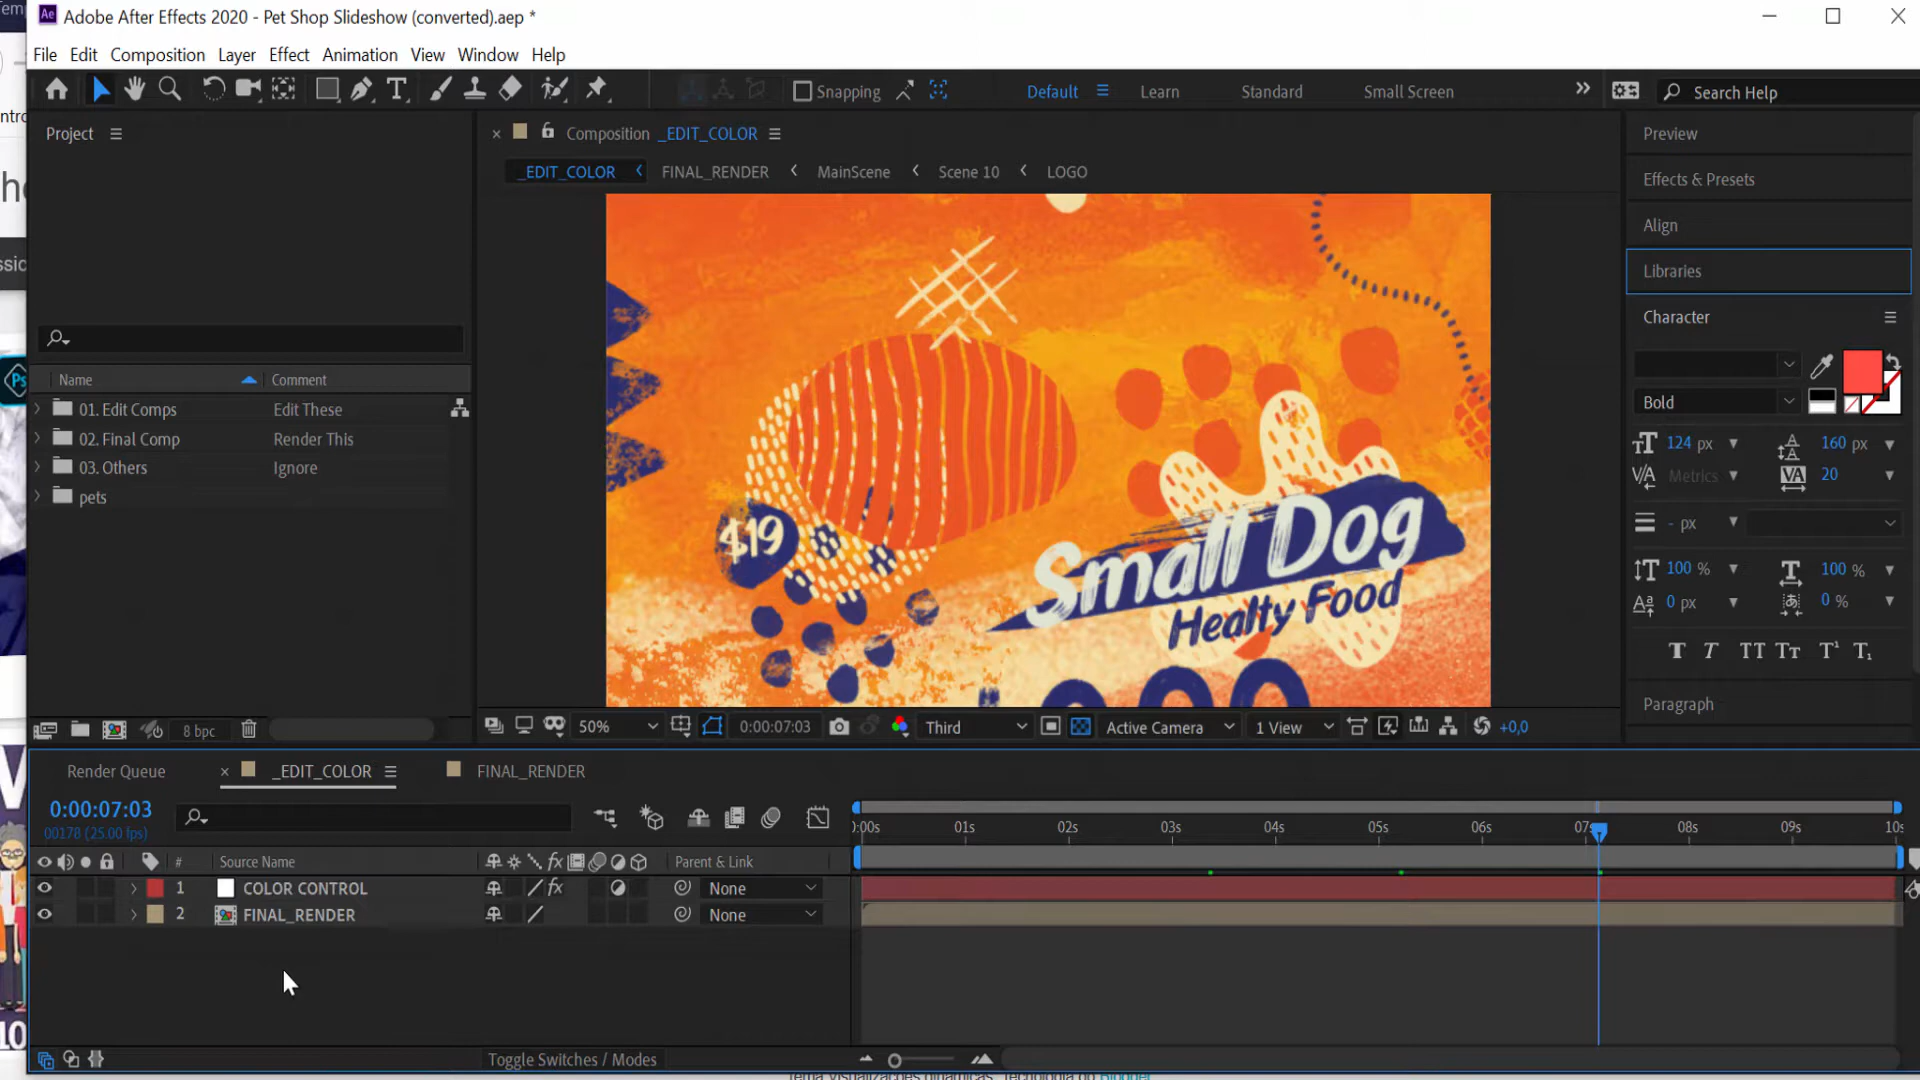 Adobe After Effects 2020 - Pet Shop Slideshow (converted).aep *
File Edit Composition Layer Effect Animation View Window Help
Snapping Default Learn Standard Small Screen Search Help
Project
Composition _EDIT_COLOR
_EDIT_COLOR FINAL_RENDER MainScene Scene 10 LOGO
Name Comment
01. Edit Comps Edit These
02. Final Comp Render This
03. Others Ignore
pets
8 bpc
$19
Small Dog
Healty Food
50% 0:00:07:03 Third Active Camera 1 View +0,0
Preview
Effects & Presets
Align
Libraries
Character
Bold
124 px 160 px
Metrics 20
- px
100 % 100 %
0 px 0 %
Paragraph
Render Queue _EDIT_COLOR FINAL_RENDER
0:00:07:03
00178 (25.00 fps)
01s 02s 03s 04s 05s 06s 08s 09s
# Source Name Parent & Link
1 COLOR CONTROL None
2 FINAL_RENDER None
Toggle Switches / Modes
Ps
10